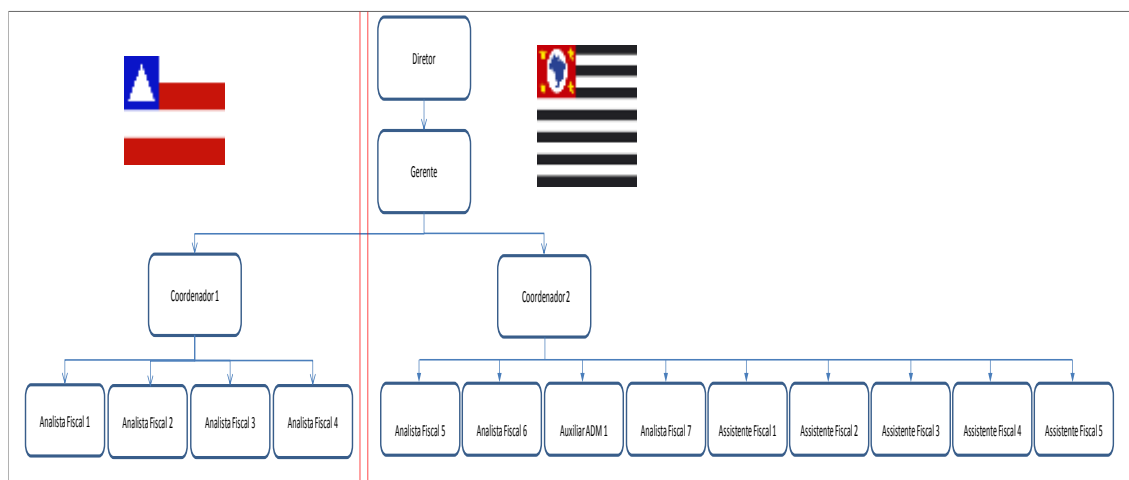 Diretor
Gerente
Coordenador 1
Coordenador 2
Analista Fiscal 1
Analista Fiscal 2
Analista Fiscal 3
Analista Fiscal 4
Analista Fiscal 5
Analista Fiscal 6
Auxiliar ADM 1
Analista Fiscal 7
Assistente Fiscal 1
Assistente Fiscal 2
Assistente Fiscal 3
Assistente Fiscal 4
Assistente Fiscal 5